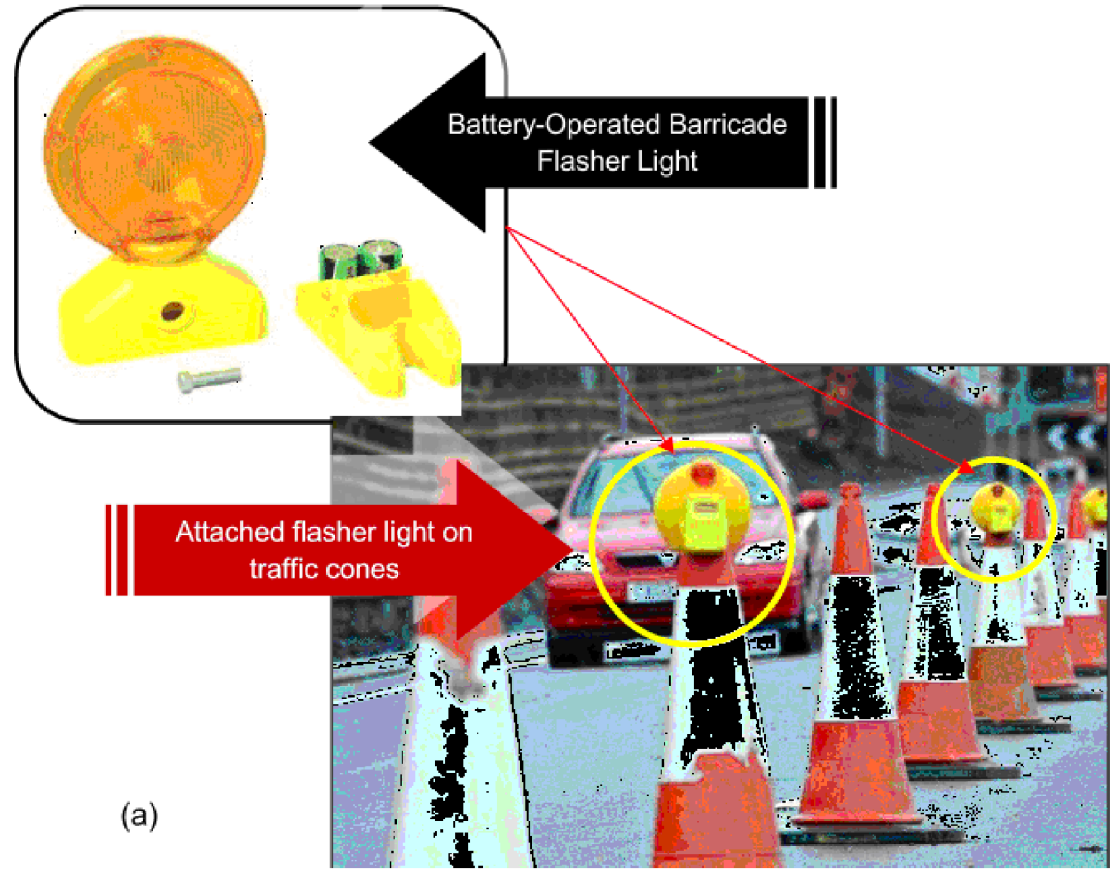 Battery-Operated Barricade
Flasher Light
Attached flasher light on
traffic cones
(a)